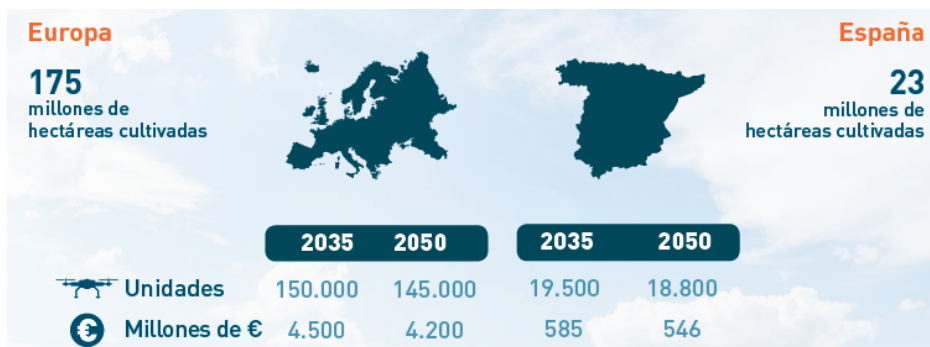 Europa
175
millones de
hectáreas cultivadas
España
23
millones de
hectáreas cultivadas
2035 2050 2035 2050
Unidades 150.000 145.000 19.500 18.800
€ Millones de € 4.500 4.200 585 546